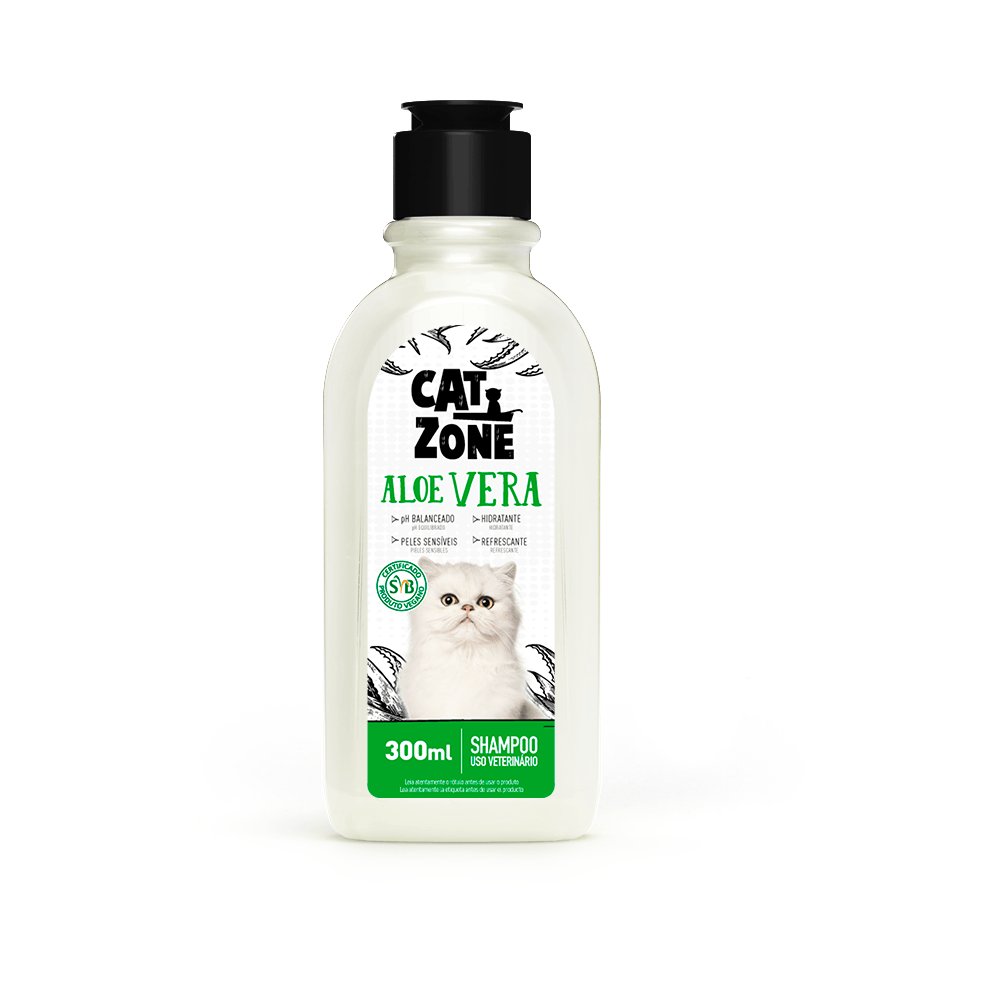 CAT
ZONE
ALOE VERA
pH BALANCEADO
pH EQUILIBRADO
HIDRATANTE
HIDRATANTE
PELES SENSÍVEIS
PIELES SENSIBLES
REFRESCANTE
REFRESCANTE
CERTIFICADO
SVB
PRODUTO VEGANO
300ml
SHAMPOO
USO VETERINÁRIO
Leia atentamente o rótulo antes de usar o produto
Lea atentamente la etiqueta antes de usar el producto